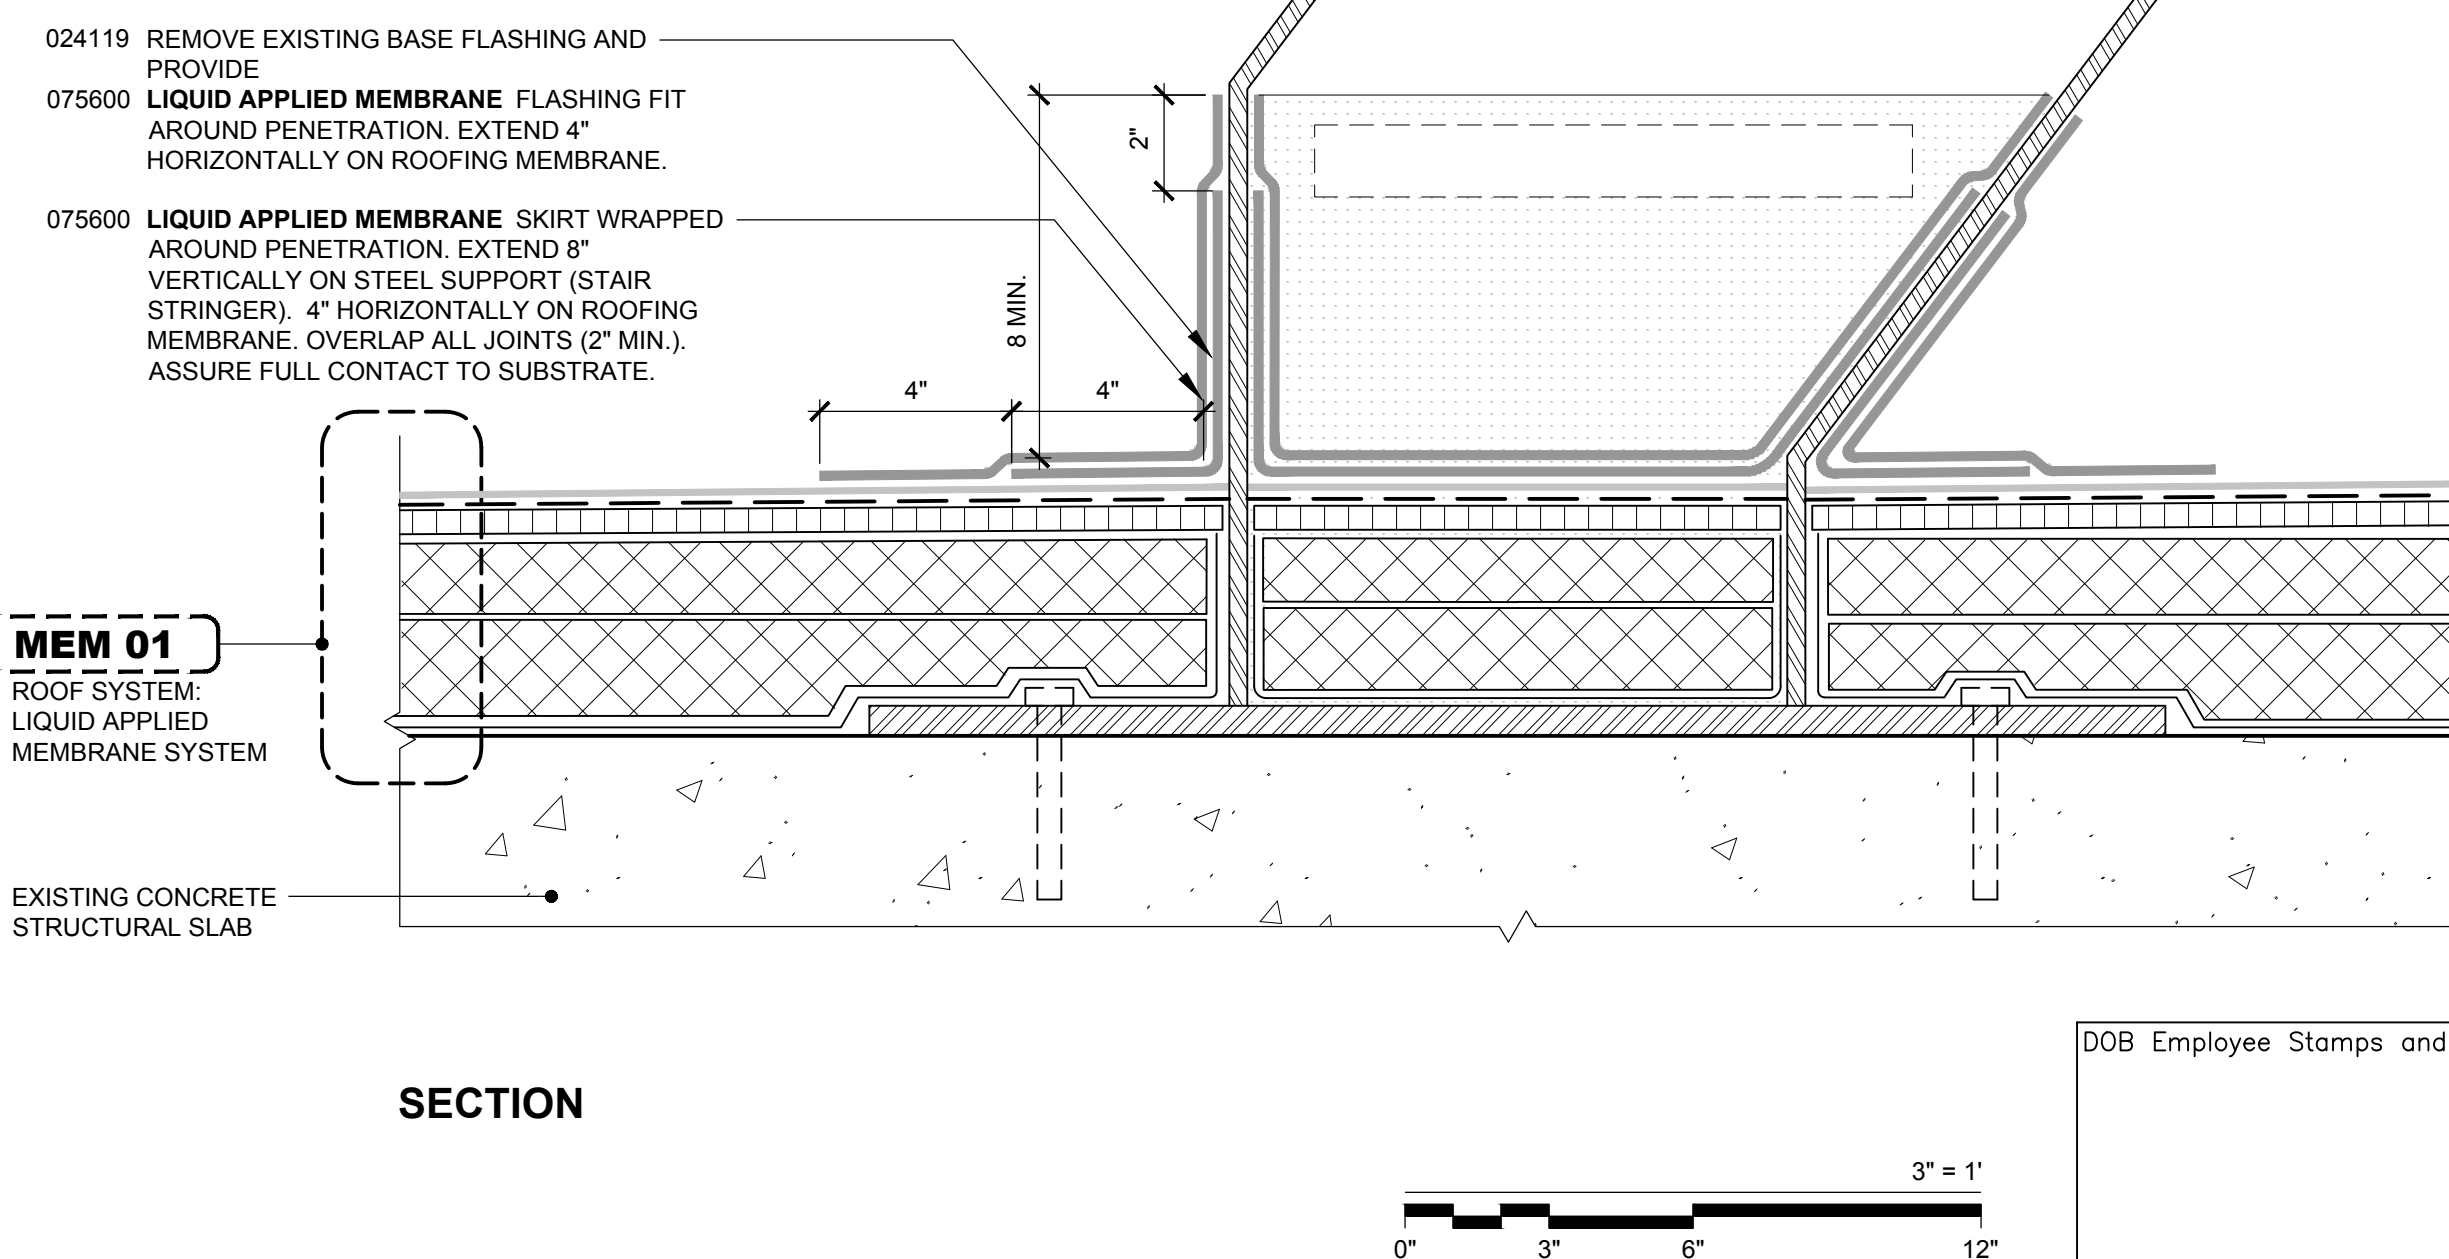 024119 REMOVE EXISTING BASE FLASHING AND
PROVIDE
075600 LIQUID APPLIED MEMBRANE FLASHING FIT
AROUND PENETRATION. EXTEND 4"
HORIZONTALLY ON ROOFING MEMBRANE.
075600 LIQUID APPLIED MEMBRANE SKIRT WRAPPED
AROUND PENETRATION. EXTEND 8"
VERTICALLY ON STEEL SUPPORT (STAIR
STRINGER). 4" HORIZONTALLY ON ROOFING
MEMBRANE. OVERLAP ALL JOINTS (2" MIN.).
ASSURE FULL CONTACT TO SUBSTRATE.
2"
8 MIN.
4" 4"
MEM 01
ROOF SYSTEM:
LIQUID APPLIED
MEMBRANE SYSTEM
EXISTING CONCRETE
STRUCTURAL SLAB
DOB Employee Stamps and
SECTION
3" = 1'
0" 3" 6" 12"